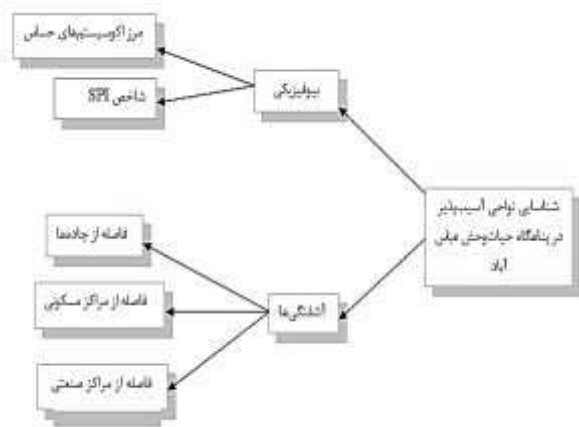 شناسایی نواحی آسیب‌پذیر
در پناهگاه حیات‌وحش عباس
آباد
بیوفیزیکی
مرز اکوسیستم‌های حساس
شاخص SPI
آشفتگی‌ها
فاصله از جاده‌ها
فاصله از مراکز مسکونی
فاصله از مراکز صنعتی